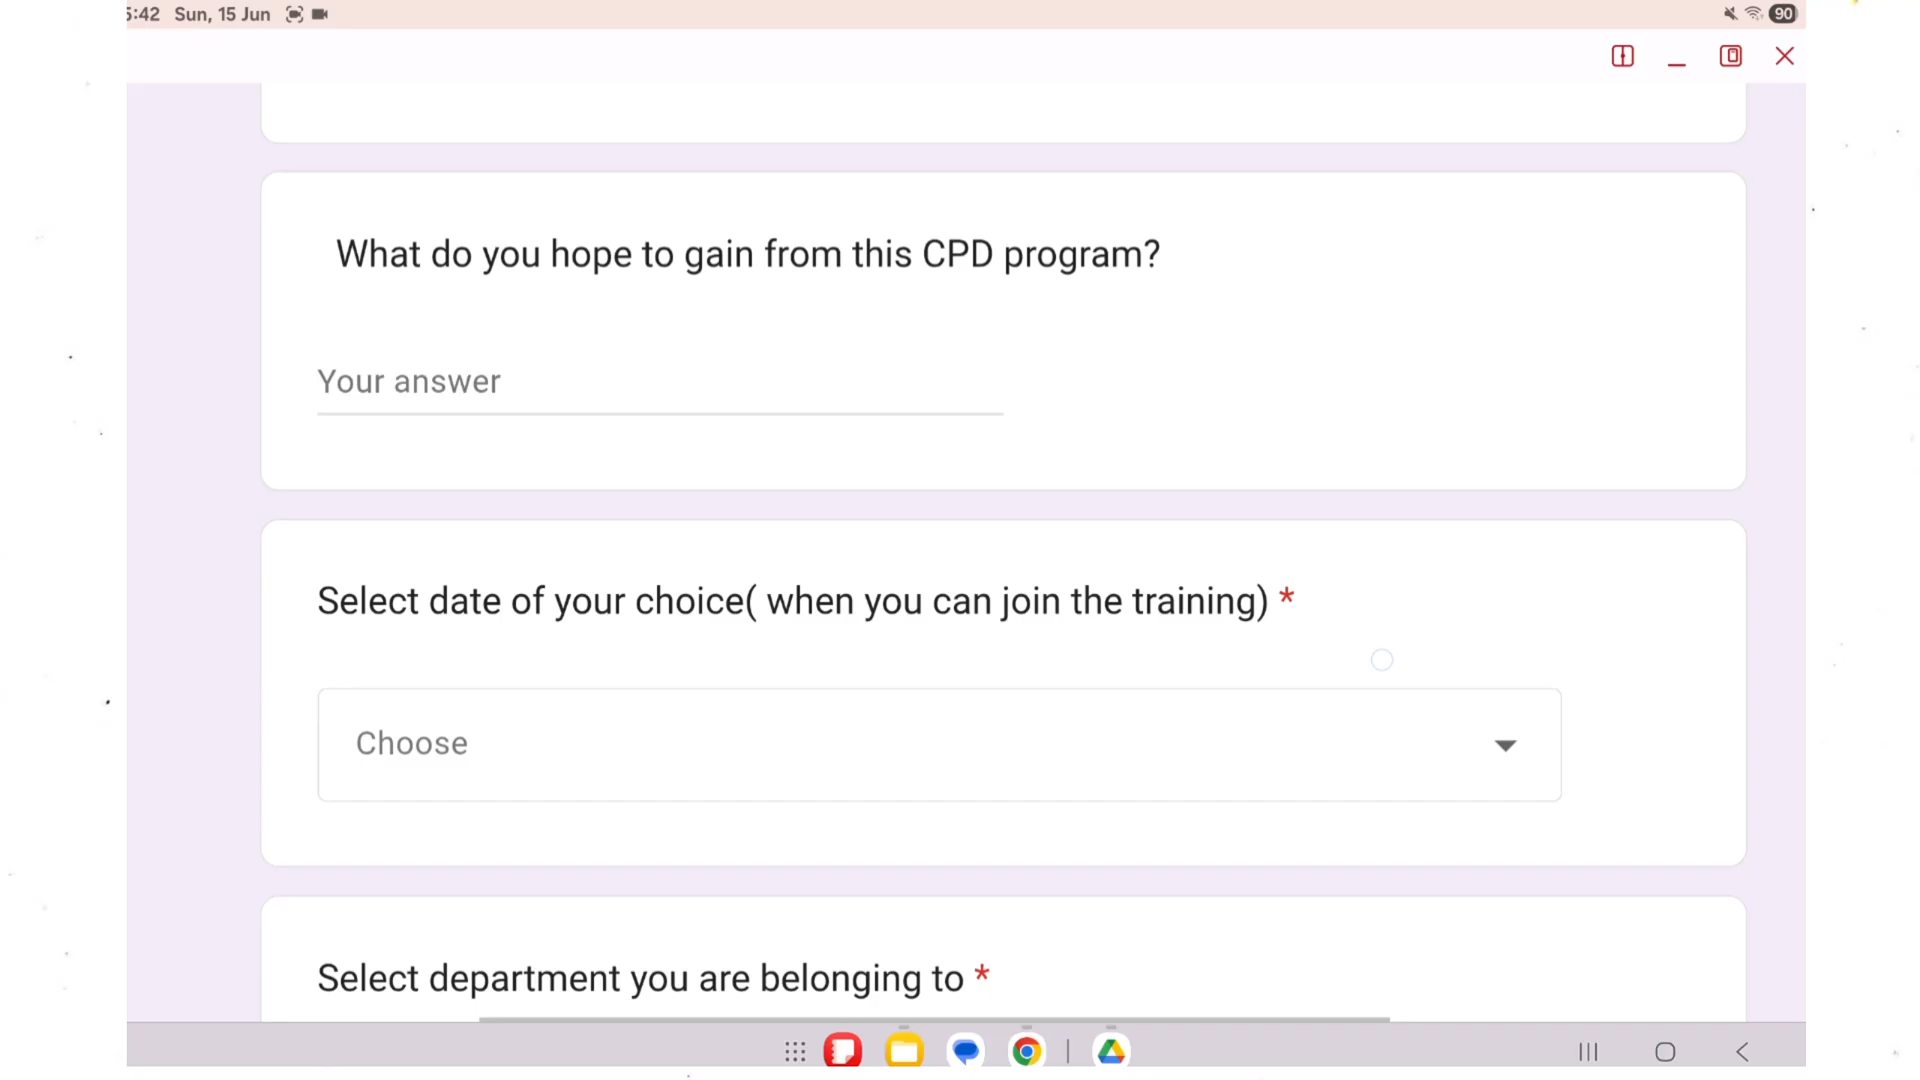 5:42 Sun, 15 Jun
90
What do you hope to gain from this CPD program?
Your answer
Select date of your choice( when you can join the training) *
Choose
Select department you are belonging to *